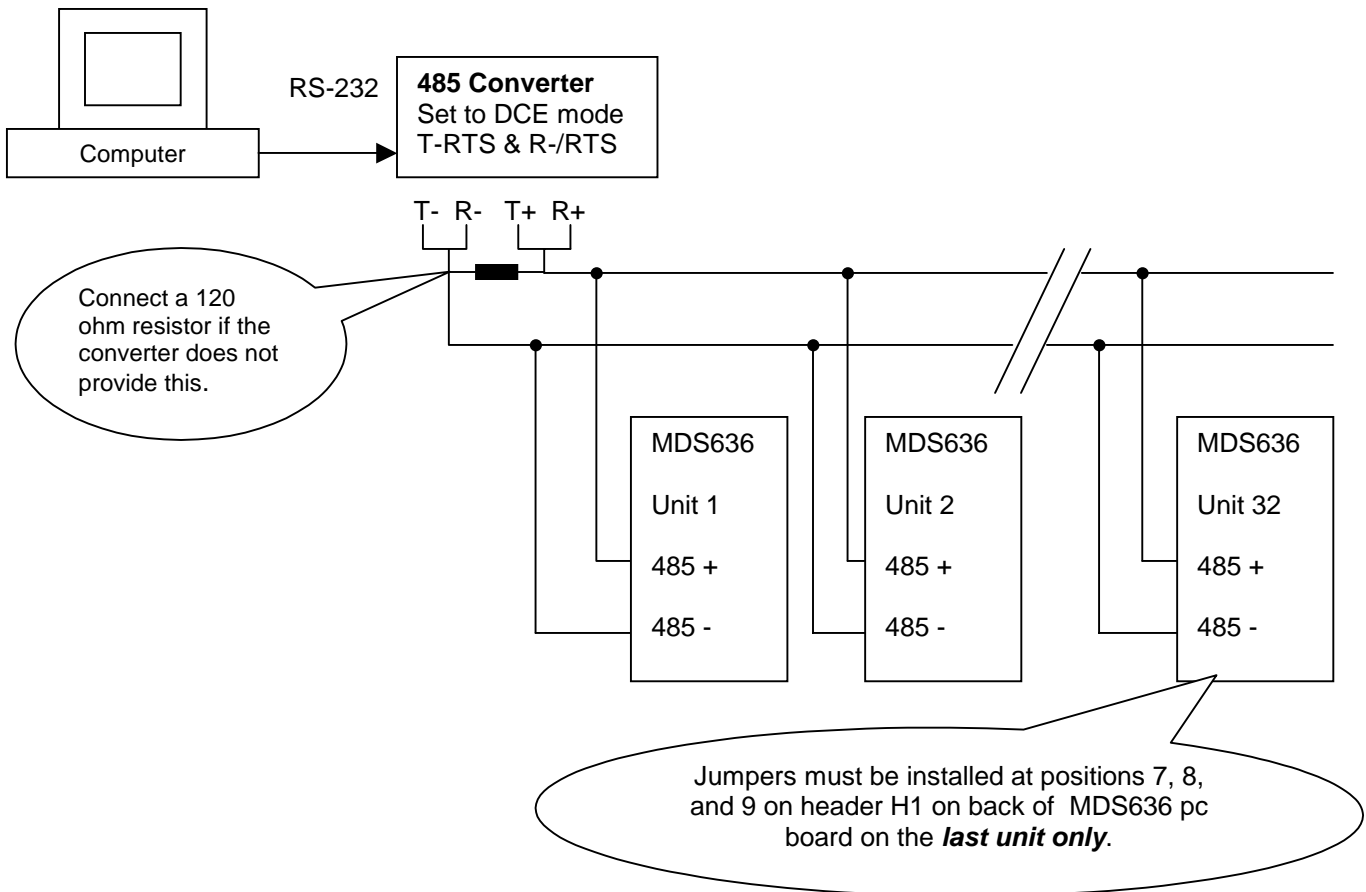 RS-232
485 Converter
Set to DCE mode
T-RTS & R-/RTS
Computer
T- R- T+ R+
Connect a 120
ohm resistor if the
converter does not
provide this.
MDS636
Unit 1
485 +
485 -
MDS636
Unit 2
485 +
485 -
MDS636
Unit 32
485 +
485 -
Jumpers must be installed at positions 7, 8,
and 9 on header H1 on back of MDS636 pc
board on the last unit only.